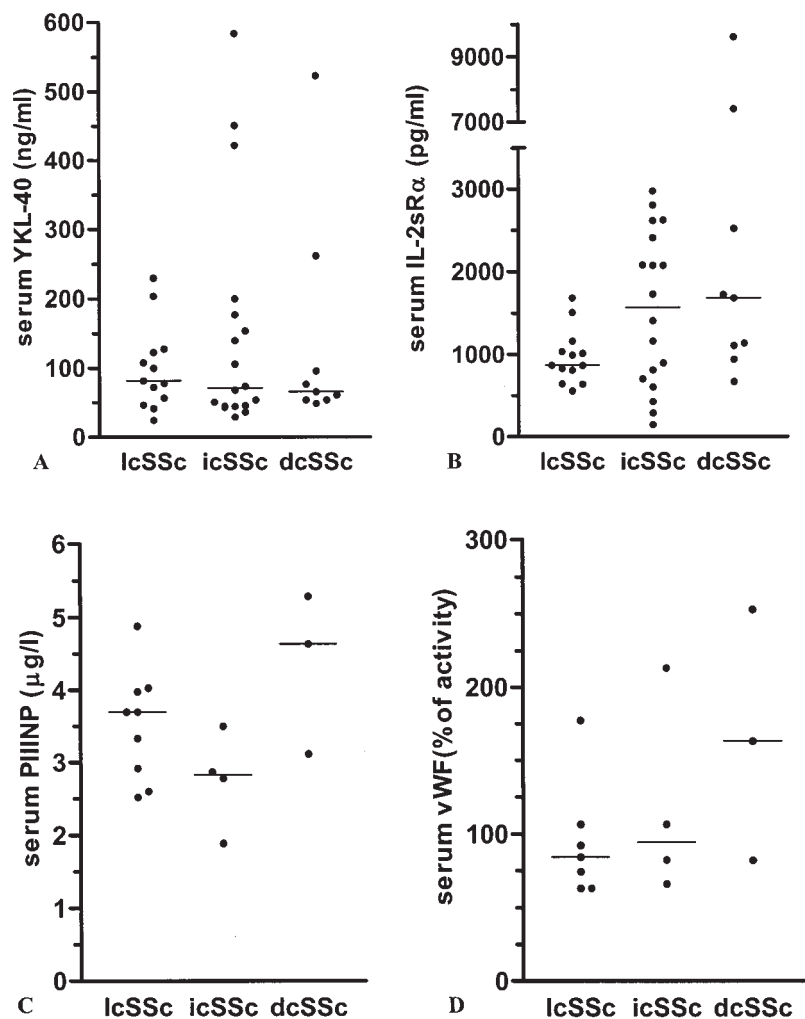 serum YKL-40 (ng/ml)
600
500
400
300
200
100
0
A
lcSSc icSSc dcSSc
serum IL-2sRα (pg/ml)
9000
7000
3000
2000
1000
0
B
lcSSc icSSc dcSSc
serum PIIINP (μg/l)
6
5
4
3
2
1
0
C
lcSSc icSSc dcSSc
serum vWF(% of activity)
300
200
100
0
D
lcSSc icSSc dcSSc